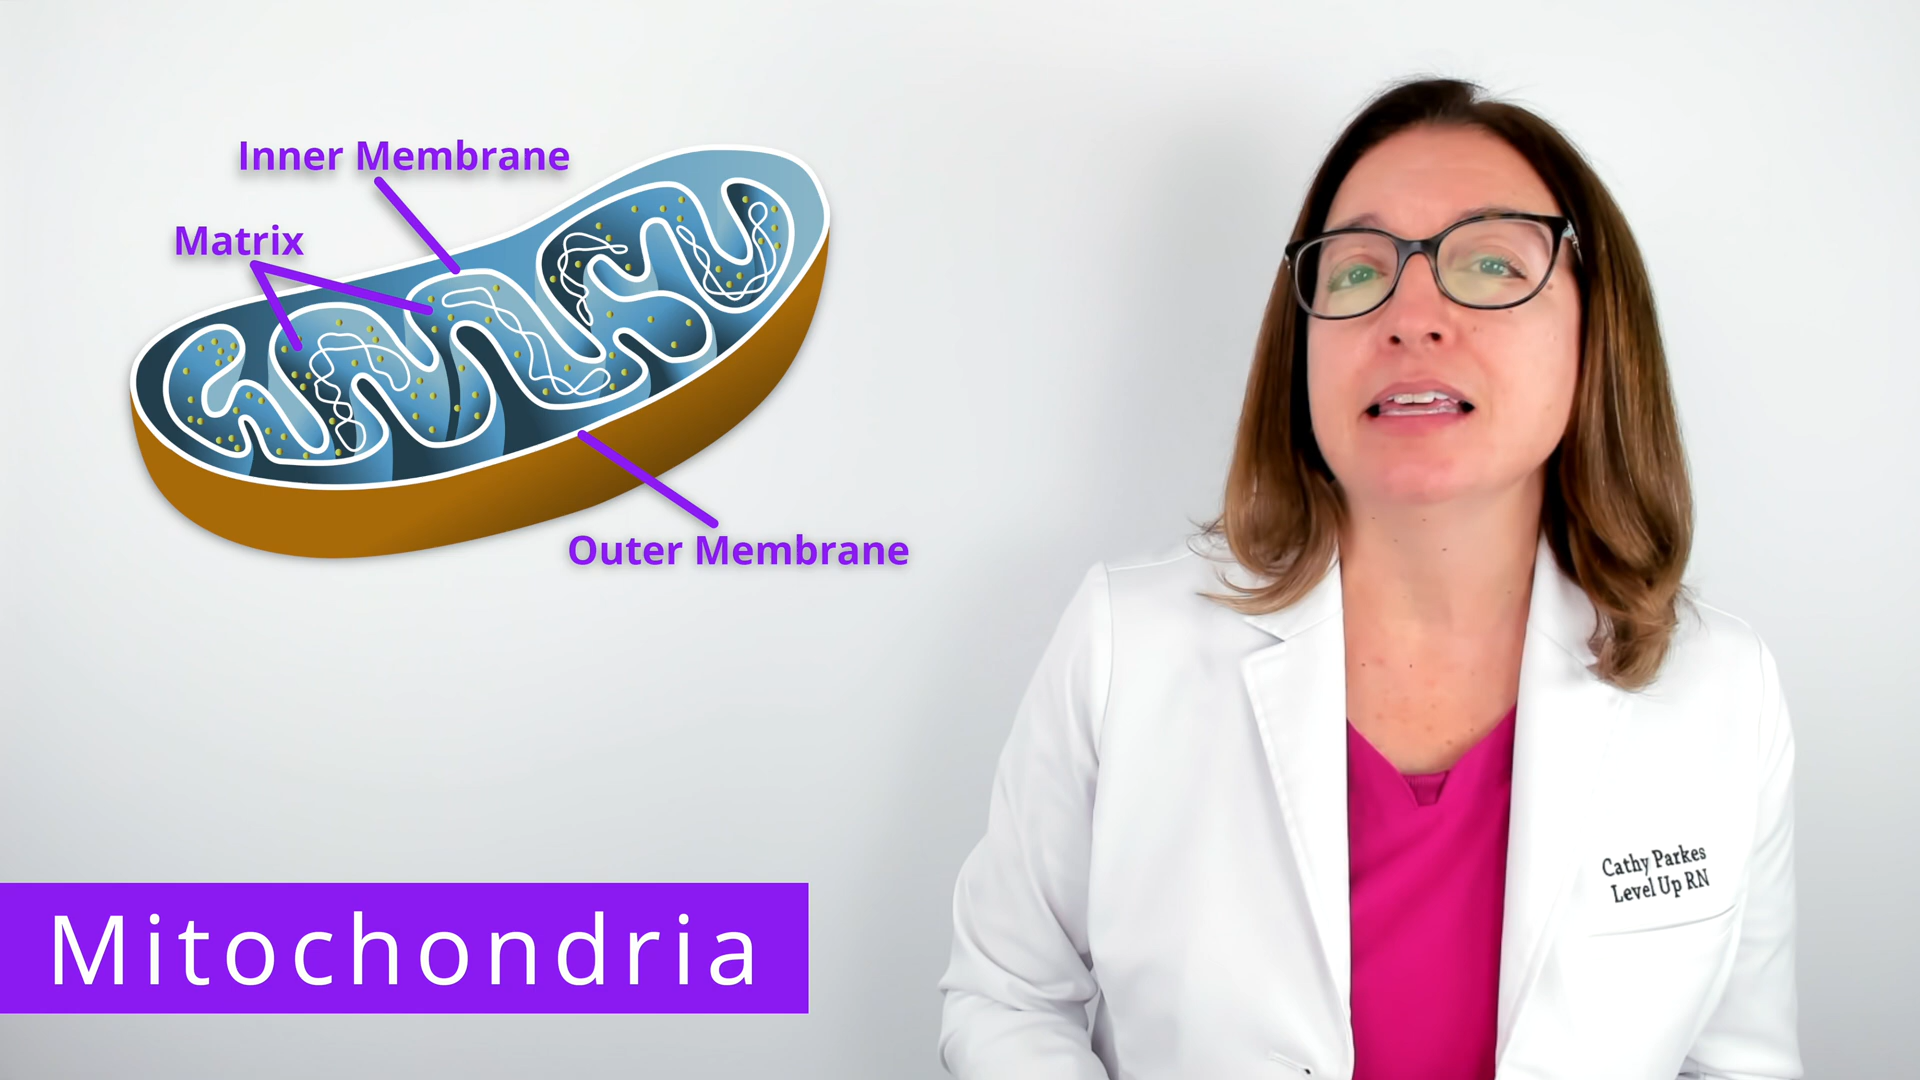 Inner Membrane
Matrix
Outer Membrane
Cathy Parkes
Level Up RN
Mitochondria